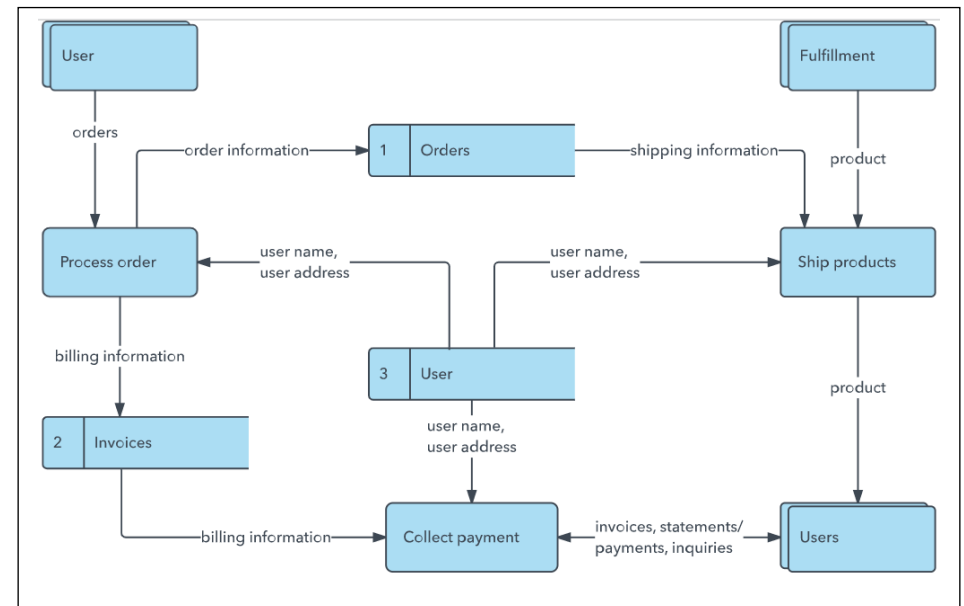 User
Fulfillment
orders
order information
1
Orders
shipping information
product
Process order
user name,
user address
user name,
user address
Ship products
billing information
3
User
product
2
Invoices
user name,
user address
billing information
Collect payment
invoices, statements/
payments, inquiries
Users